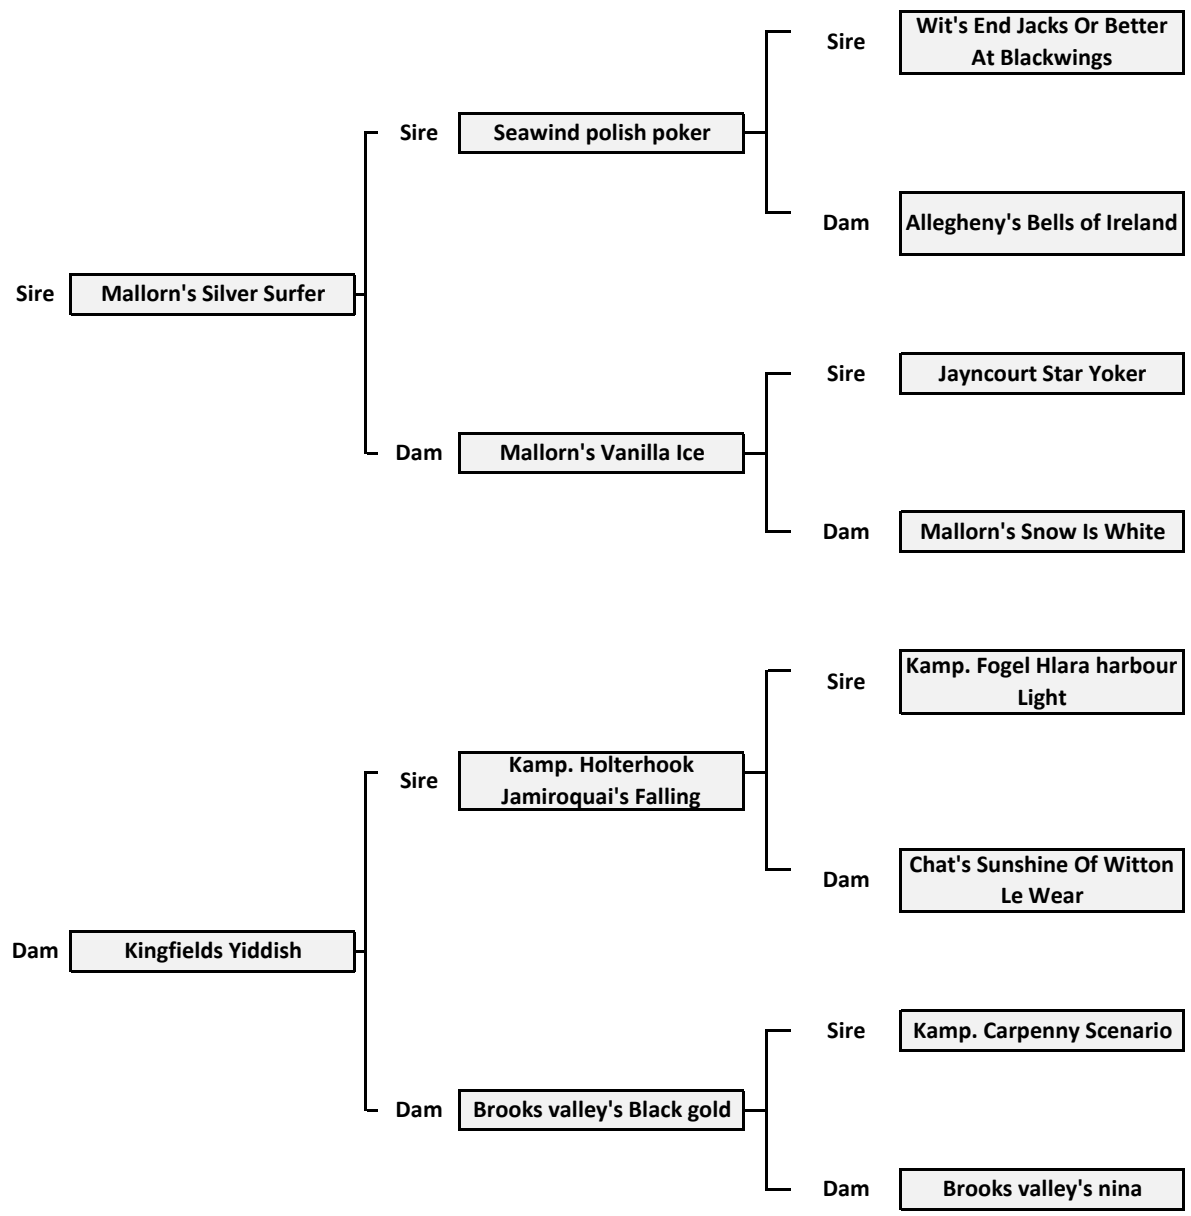 Sire
Wit's End Jacks Or Better
At Blackwings
Sire
Seawind polish poker
Dam
Allegheny's Bells of Ireland
Sire
Mallorn's Silver Surfer
Sire
Jayncourt Star Yoker
Dam
Mallorn's Vanilla Ice
Dam
Mallorn's Snow Is White
Sire
Kamp. Fogel Hlara harbour
Light
Sire
Kamp. Holterhook
Jamiroquai's Falling
Dam
Chat's Sunshine Of Witton
Le Wear
Dam
Kingfields Yiddish
Sire
Kamp. Carpenny Scenario
Dam
Brooks valley's Black gold
Dam
Brooks valley's nina